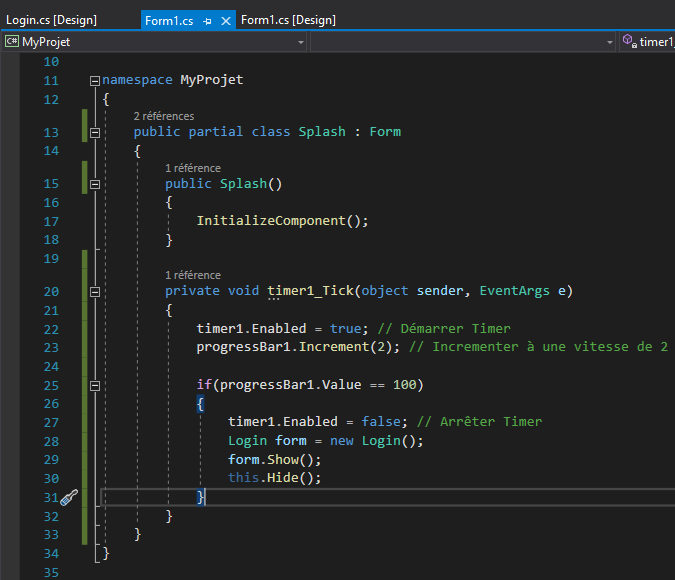 Login.cs [Design] Form1.cs Form1.cs [Design]
C# MyProjet timer1_
10
11 namespace MyProjet
12 {
2 références
13 public partial class Splash : Form
14 {
1 référence
15 public Splash()
16 {
17 InitializeComponent();
18 }
19
1 référence
20 private void timer1_Tick(object sender, EventArgs e)
21 {
22 timer1.Enabled = true; // Démarrer Timer
23 progressBar1.Increment(2); // Incrementer à une vitesse de 2
24
25 if(progressBar1.Value == 100)
26 {
27 timer1.Enabled = false; // Arrêter Timer
28 Login form = new Login();
29 form.Show();
30 this.Hide();
31 }
32 }
33 }
34 }
35